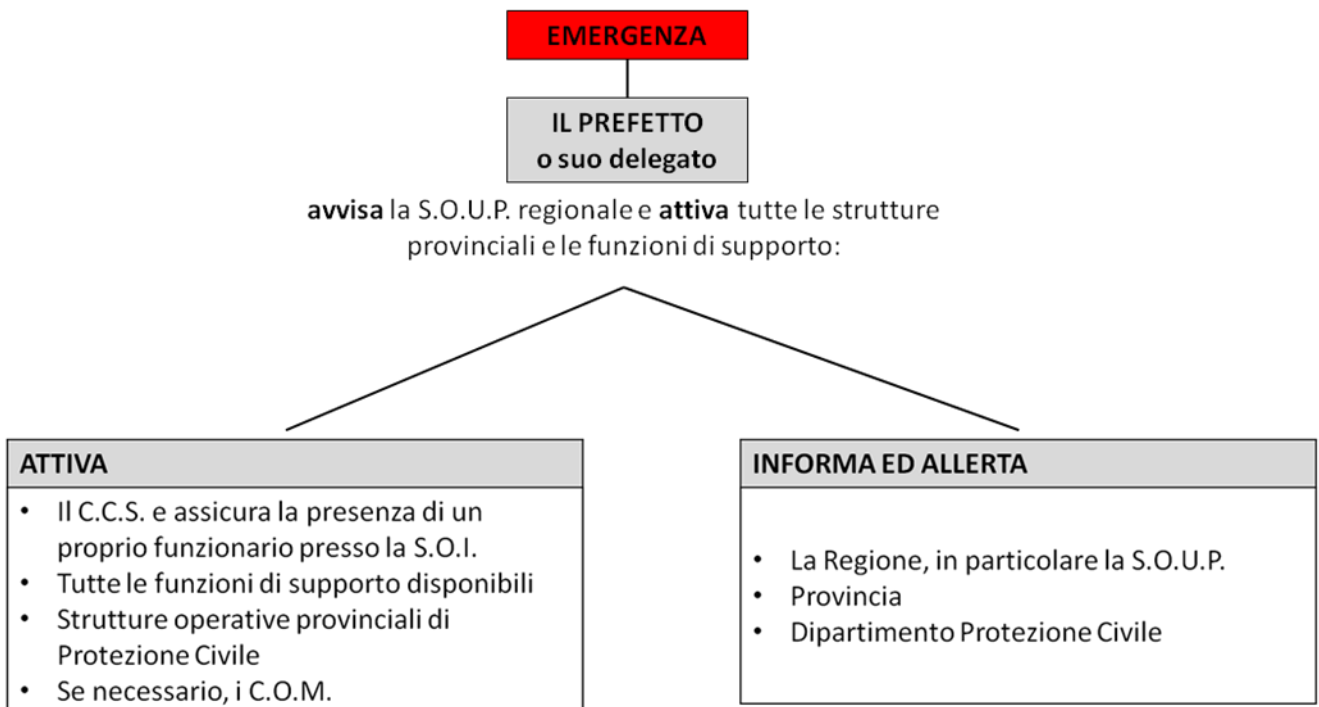 EMERGENZA
IL PREFETTO
o suo delegato
avvisa la S.O.U.P. regionale e attiva tutte le strutture
provinciali e le funzioni di supporto:
ATTIVA
• Il C.C.S. e assicura la presenza di un
proprio funzionario presso la S.O.I.
• Tutte le funzioni di supporto disponibili
• Strutture operative provinciali di
Protezione Civile
• Se necessario, i C.O.M.
INFORMA ED ALLERTA
• La Regione, in particolare la S.O.U.P.
• Provincia
• Dipartimento Protezione Civile